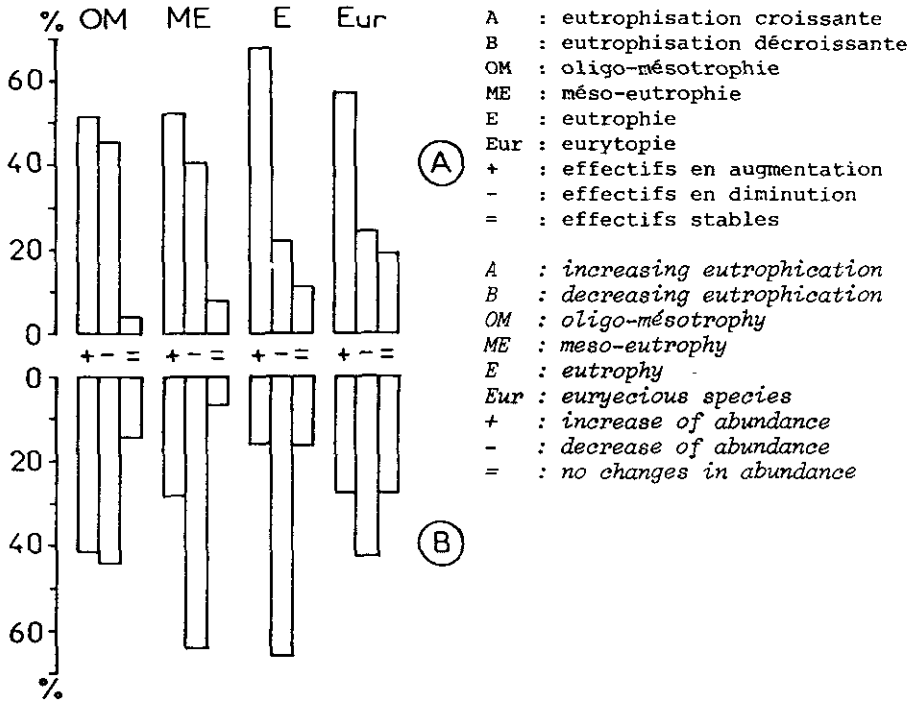 % OM ME E Eur
60
40
20
0
A
+ - = + - = + - = + - =
0
20
40
60
%
B
A : eutrophisation croissante
B : eutrophisation décroissante
OM : oligo-mésotrophie
ME : méso-eutrophie
E : eutrophie
Eur : eurytopie
+ : effectifs en augmentation
- : effectifs en diminution
= : effectifs stables
A : increasing eutrophication
B : decreasing eutrophication
OM : oligo-mésotrophy
ME : meso-eutrophy
E : eutrophy
Eur : euryecious species
+ : increase of abundance
- : decrease of abundance
= : no changes in abundance